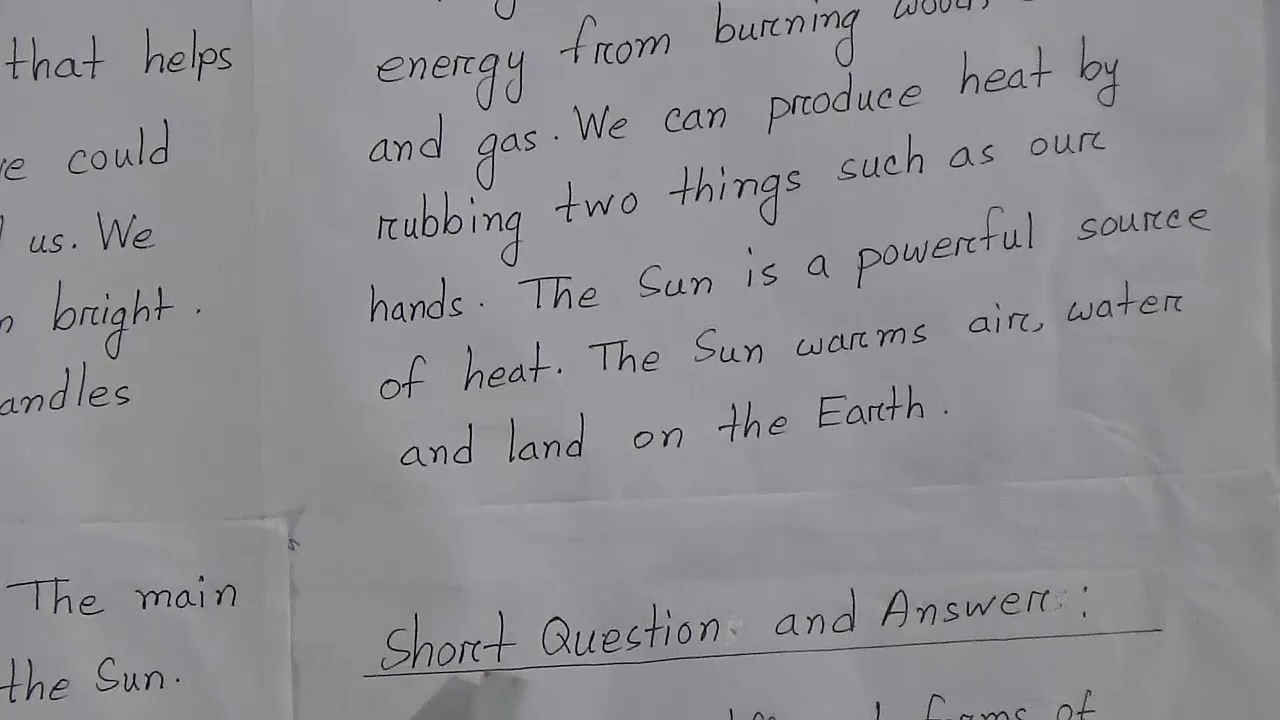 that helps
could
us. We
bright.
The main
the Sun.
energy from burning wood,
and gas. We can produce heat by
rubbing two things such as our
hands. The Sun is a powerful source
of heat. The Sun warms air, water
and land on the Earth.
Short Question and Answer:
of